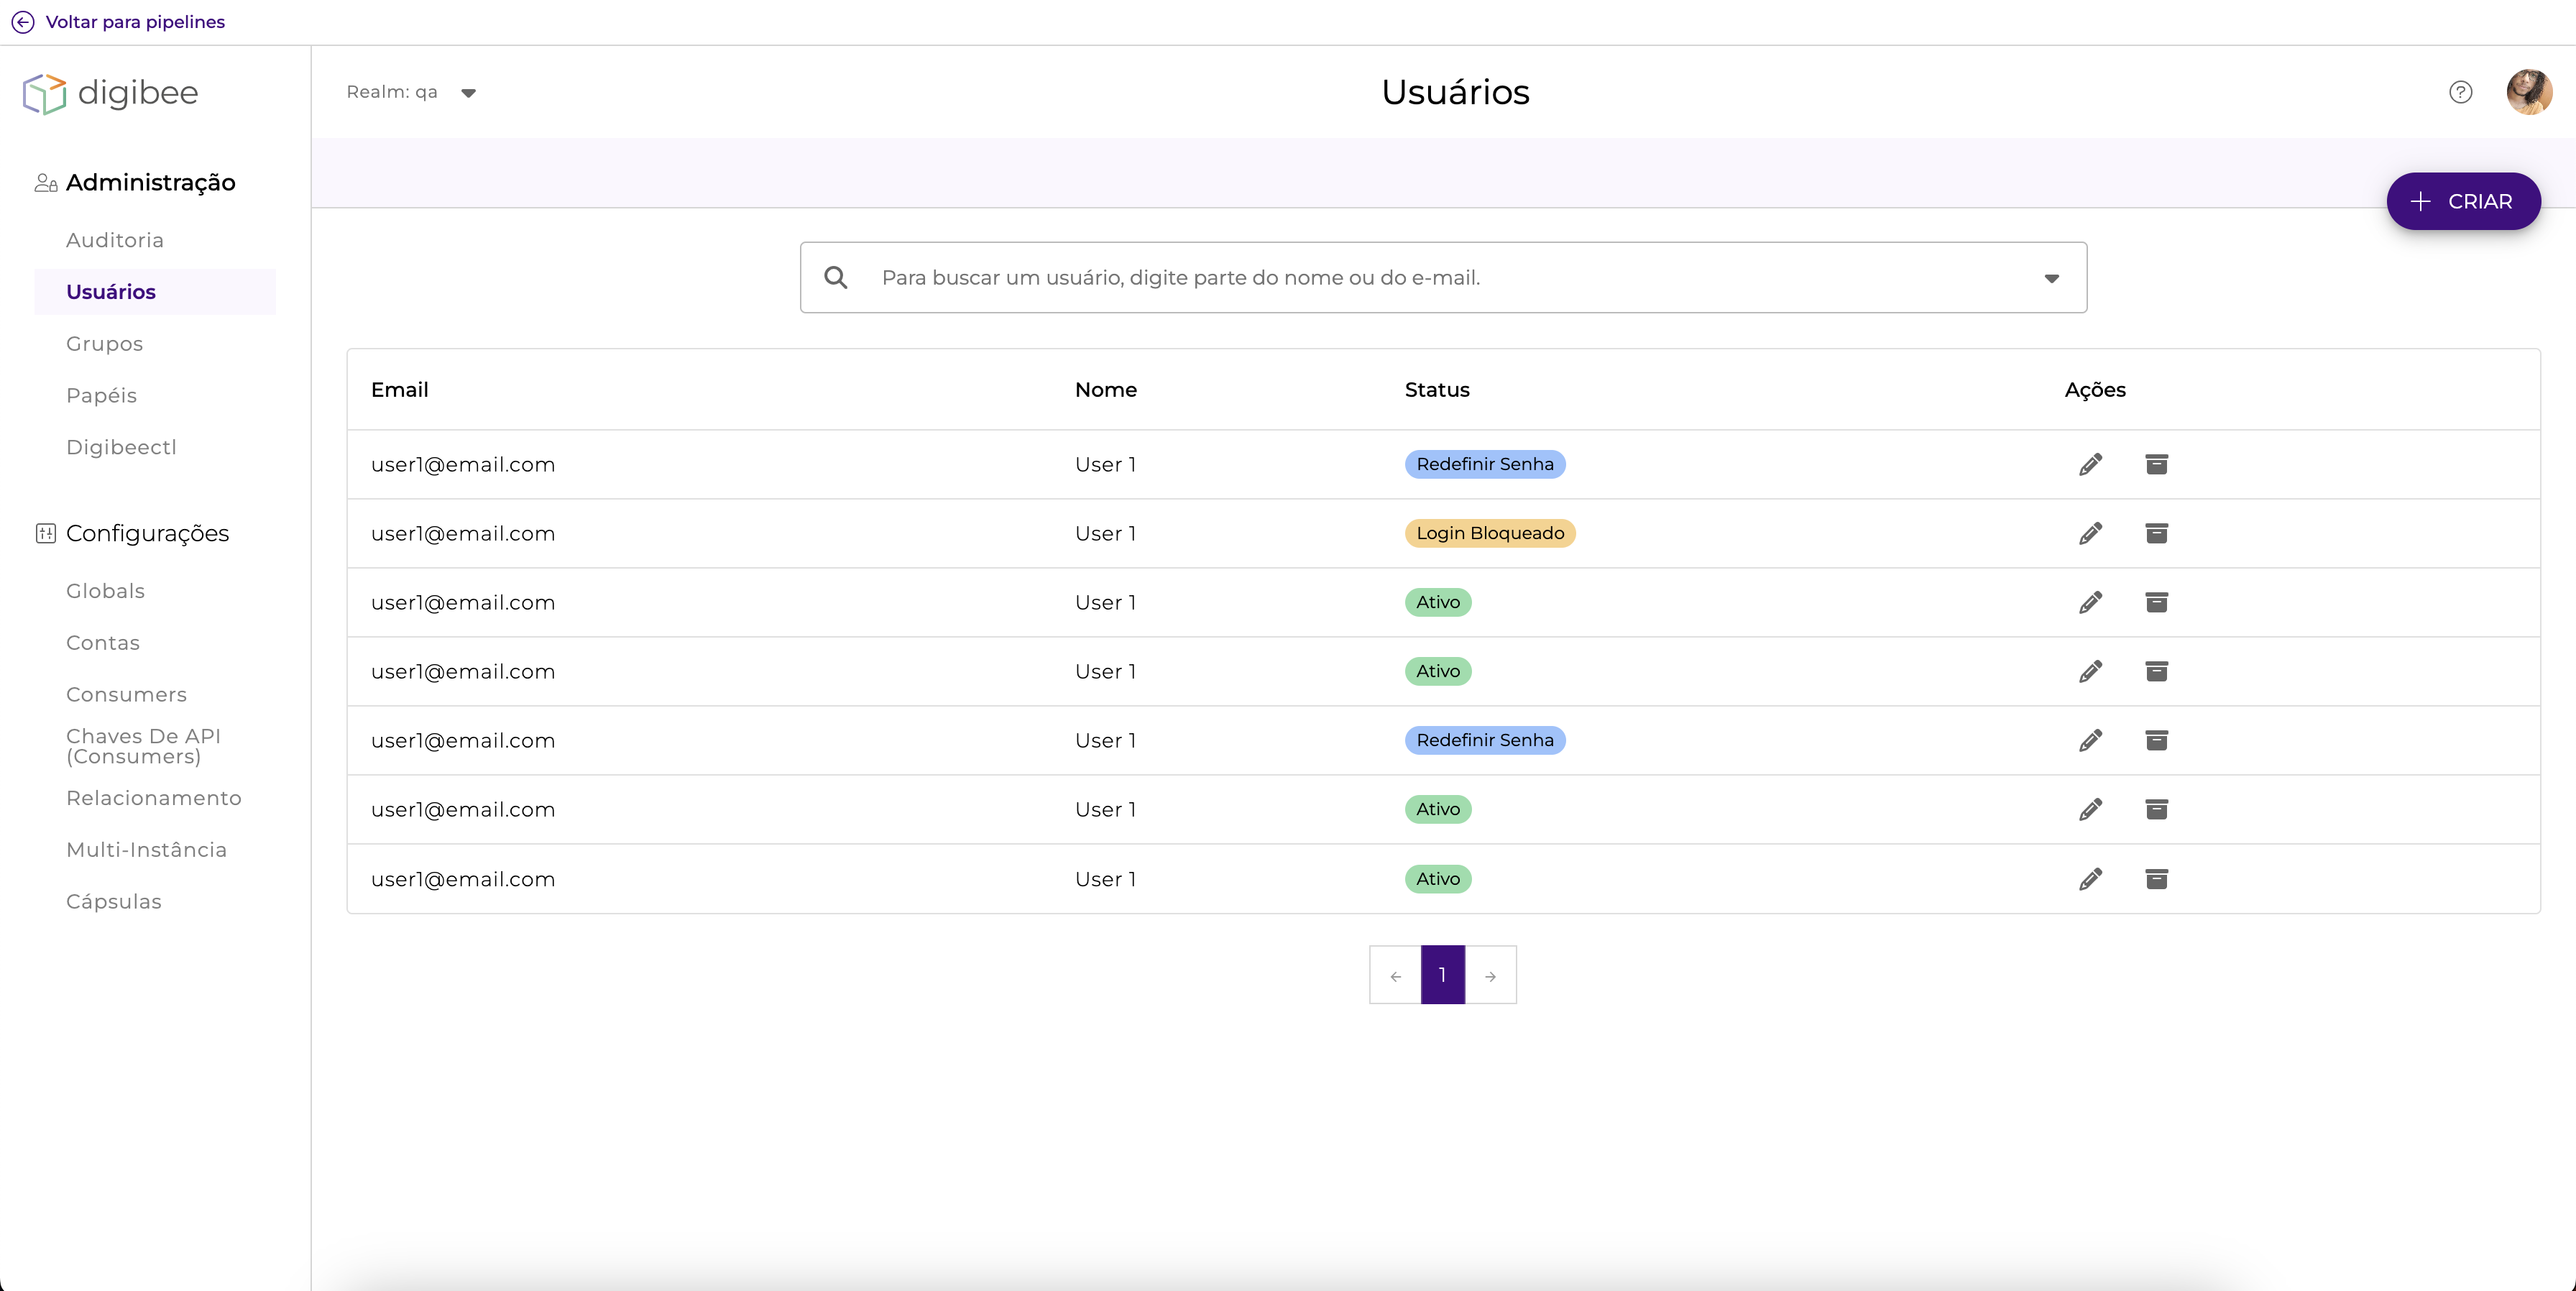 Voltar para pipelines
digibee
Realm: qa
Usuários
Administração
Auditoria
Usuários
Grupos
Papéis
Digibeectl
Configurações
Globals
Contas
Consumers
Chaves De API
(Consumers)
Relacionamento
Multi-Instância
Cápsulas
CRIAR
Para buscar um usuário, digite parte do nome ou do e-mail.
Email Nome Status Ações
user1@email.com User 1 Redefinir Senha
user1@email.com User 1 Login Bloqueado
user1@email.com User 1 Ativo
user1@email.com User 1 Ativo
user1@email.com User 1 Redefinir Senha
user1@email.com User 1 Ativo
user1@email.com User 1 Ativo
1